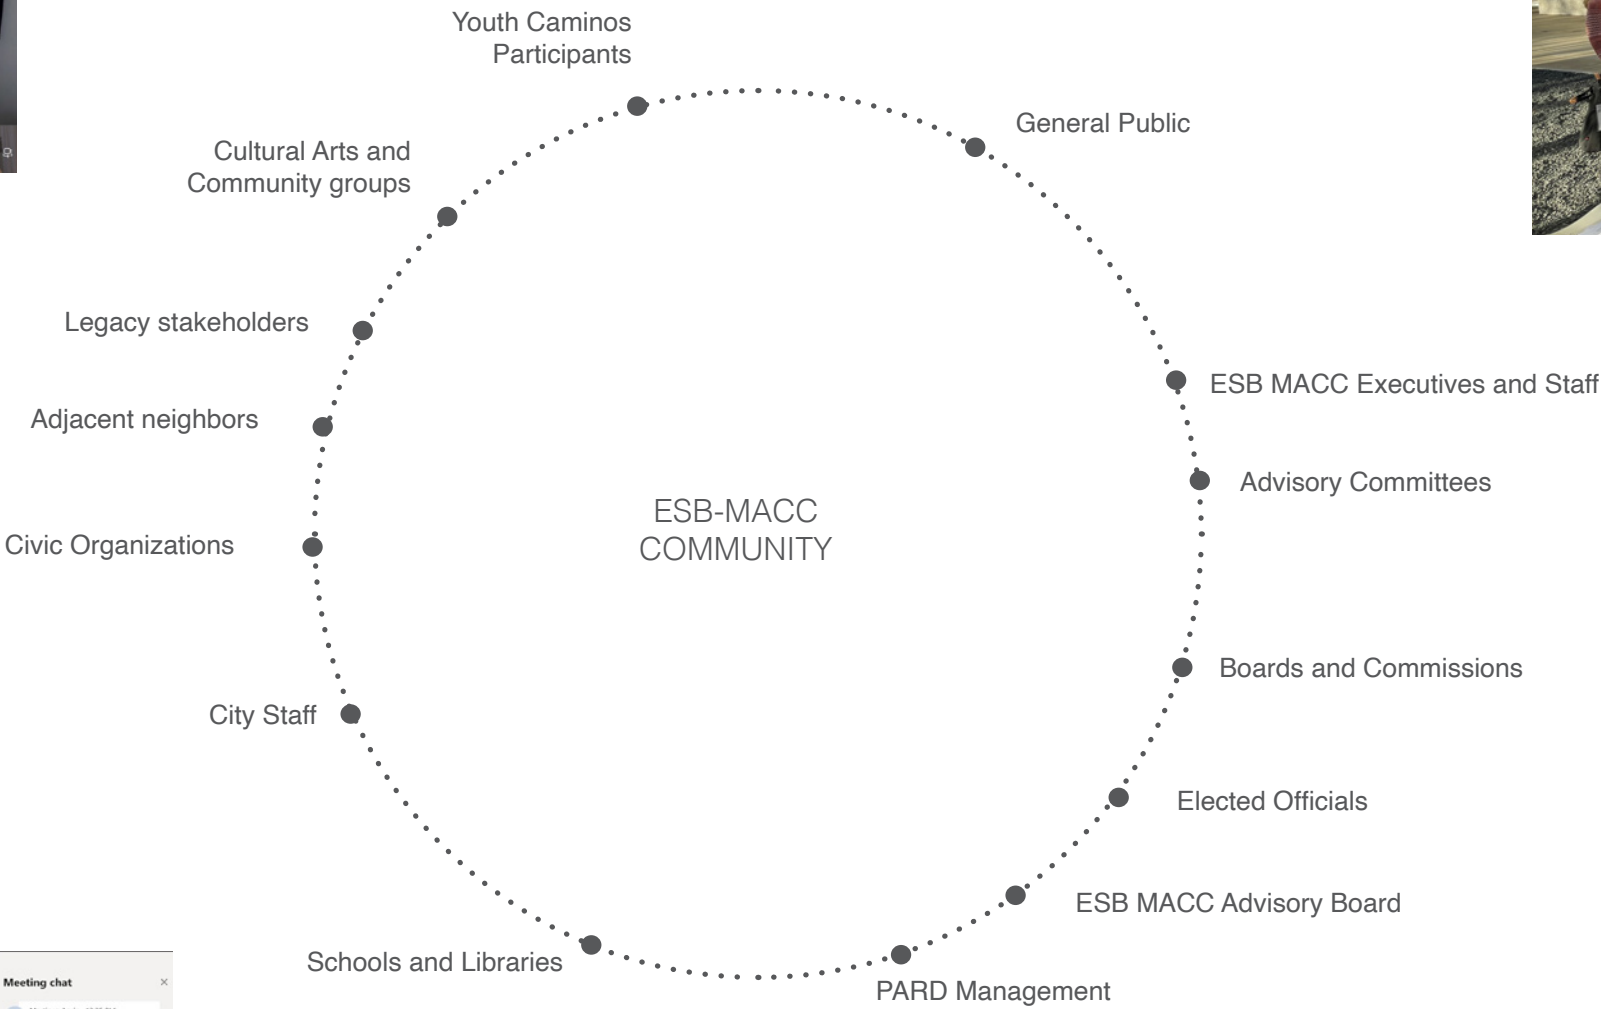 Youth Caminos
Participants
General Public
Cultural Arts and
Community groups
Legacy stakeholders
ESB MACC Executives and Staff
Adjacent neighbors
Advisory Committees
ESB-MACC
COMMUNITY
Civic Organizations
Boards and Commissions
City Staff
Elected Officials
ESB MACC Advisory Board
Schools and Libraries
PARD Management
Meeting chat